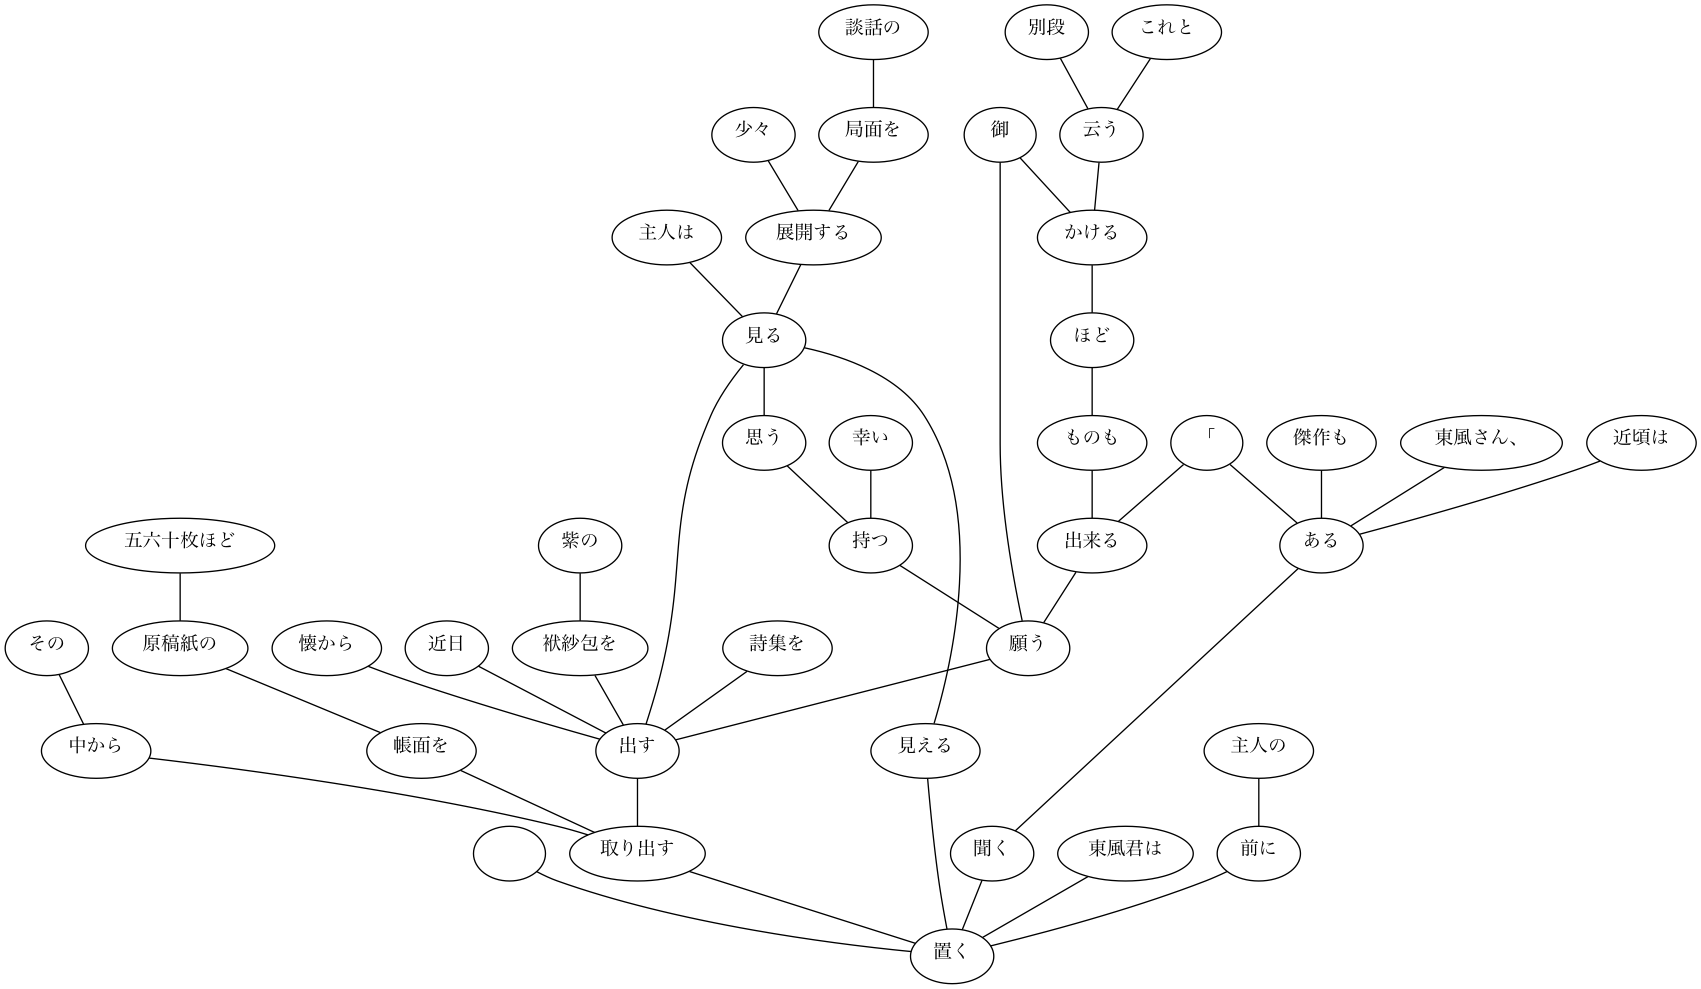 談話の
別段
これと
少々
局面を
御
云う
主人は
展開する
かける
見る
ほど
思う
幸い
ものも
「
傑作も
東風さん、
近頃は
五六十枚ほど
紫の
持つ
出来る
ある
その
原稿紙の
懐から
近日
袱紗包を
詩集を
願う
中から
帳面を
出す
見える
主人の
取り出す
聞く
東風君は
前に
置く